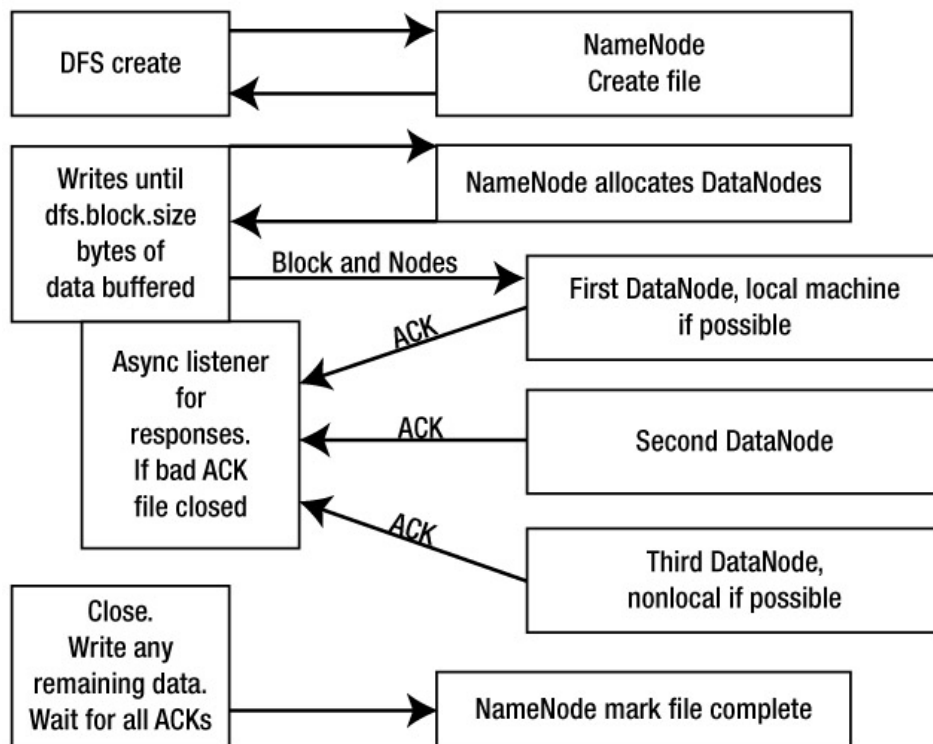 DFS create
NameNode
Create file
Writes until
dfs.block.size
bytes of
data buffered
NameNode allocates DataNodes
Block and Nodes
First DataNode, local machine
if possible
ACK
Async listener
for
responses.
If bad ACK
file closed
ACK
Second DataNode
ACK
Third DataNode,
nonlocal if possible
Close.
Write any
remaining data.
Wait for all ACKs
NameNode mark file complete